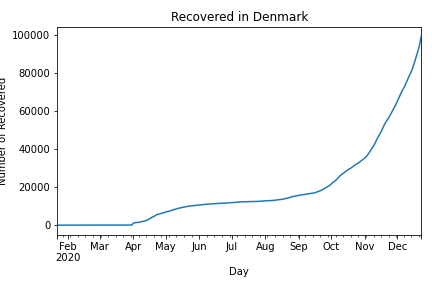 Recovered in Denmark
Number of Recovered
100000
80000
60000
40000
20000
0
Feb Mar Apr May Jun Jul Aug Sep Oct Nov Dec
2020
Day